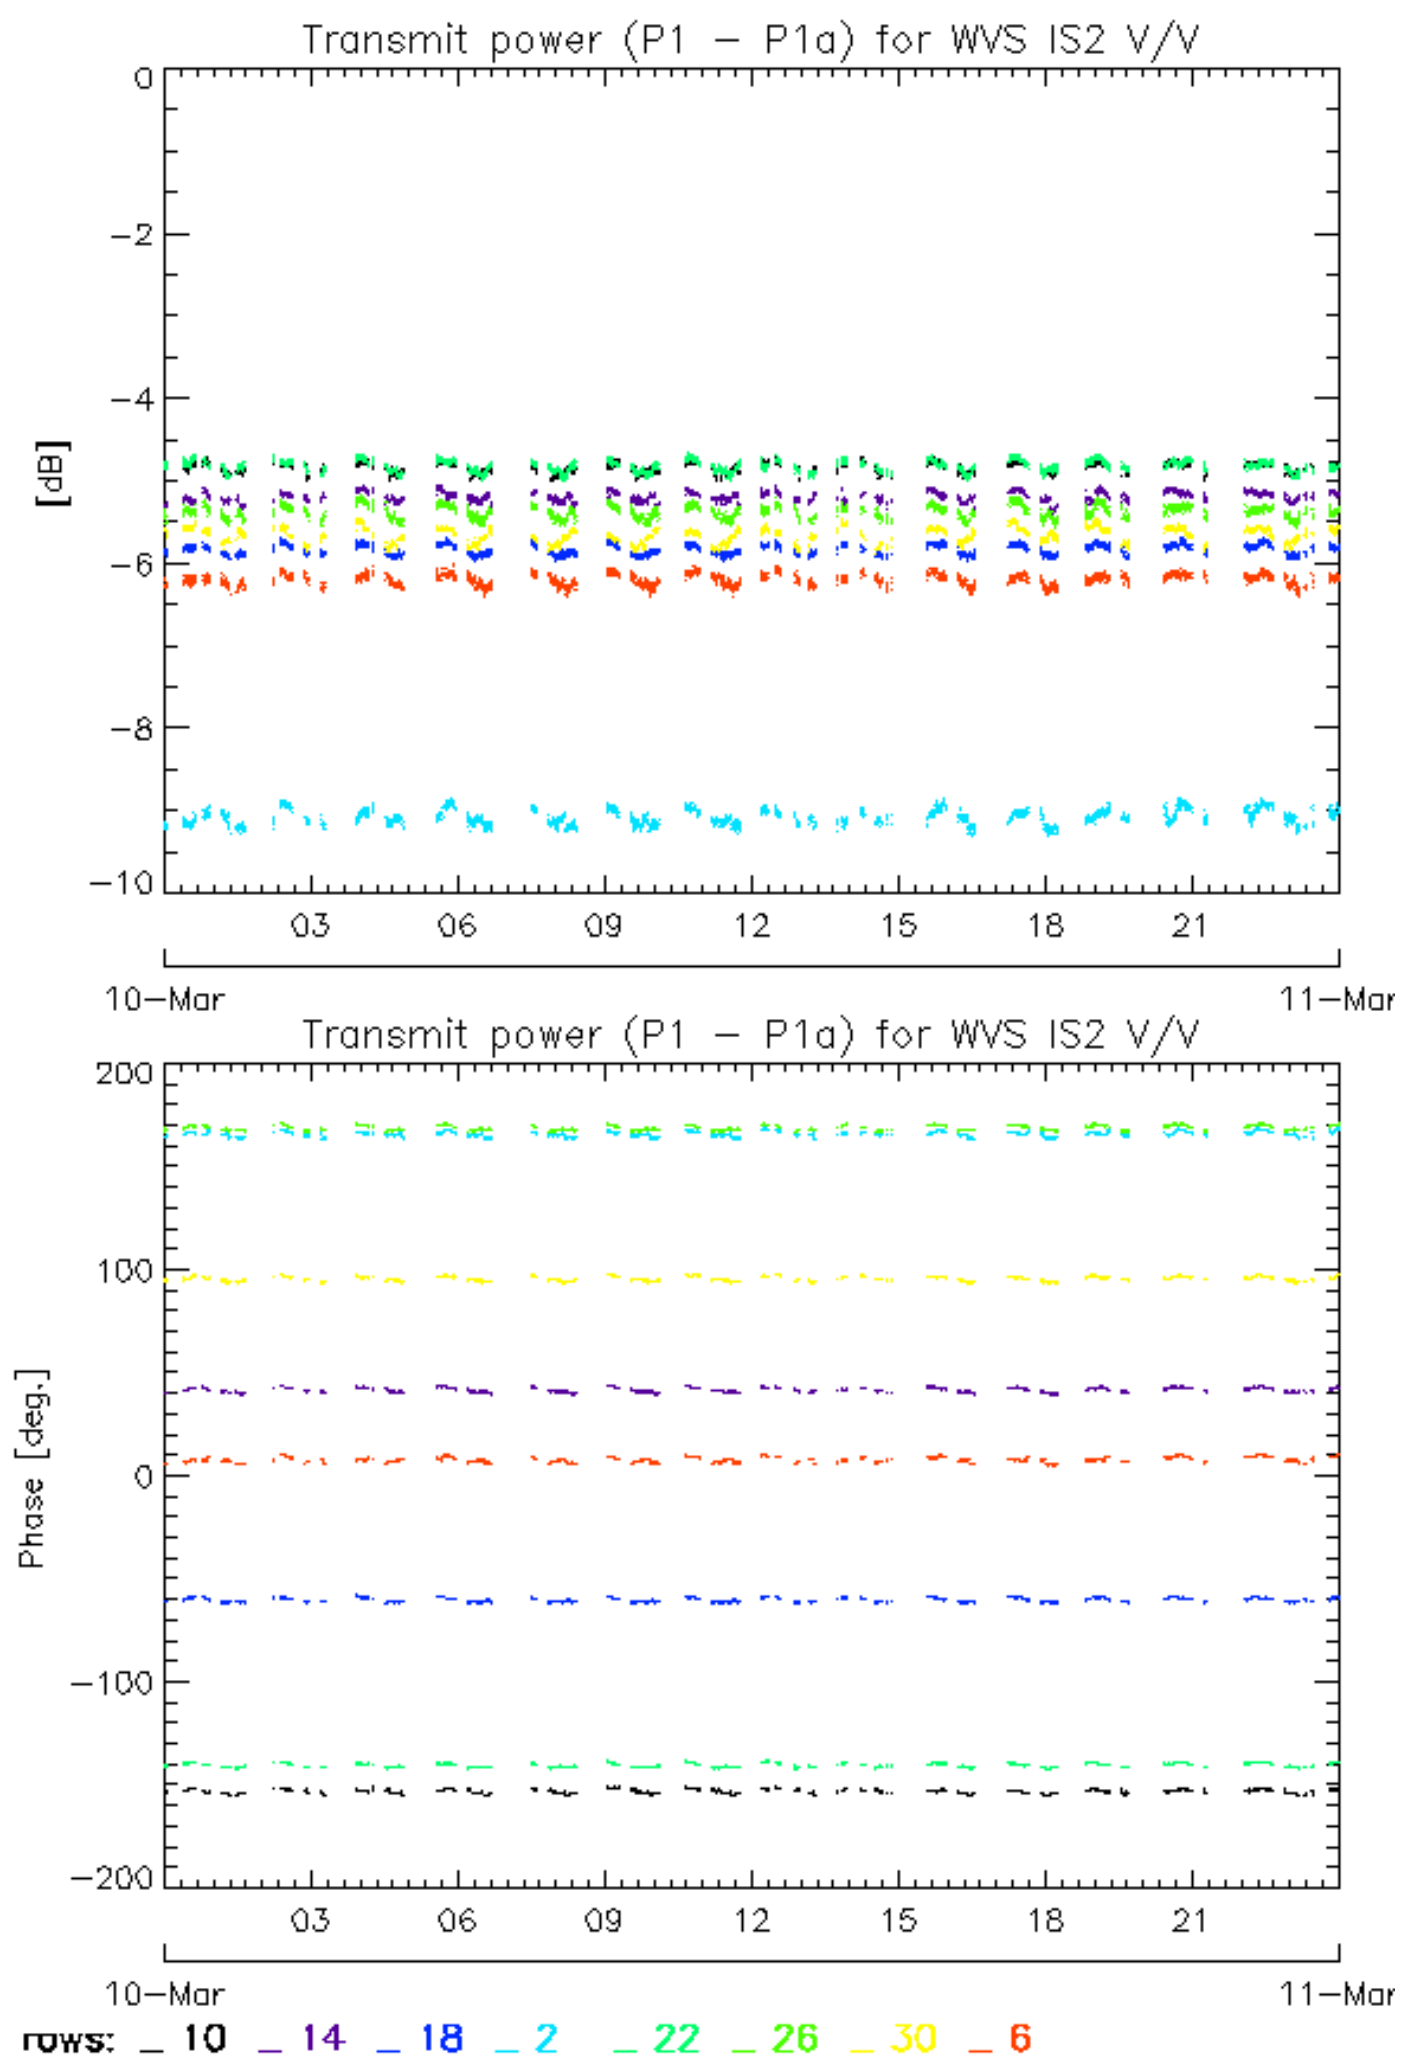 Transmit power (P1 - P1a) for WVS IS2 V/V
0
-2
-4
[dB]
-6
-8
-10
03 06 09 12 15 18 21
10-Mar 11-Mar
Transmit power (P1 - P1a) for WVS IS2 V/V
200
100
Phase [deg.]
0
-100
-200
03 06 09 12 15 18 21
10-Mar 11-Mar
rows: _ 10 _ 14 _ 18 _ 2 _ 22 _ 26 _ 30 _ 6